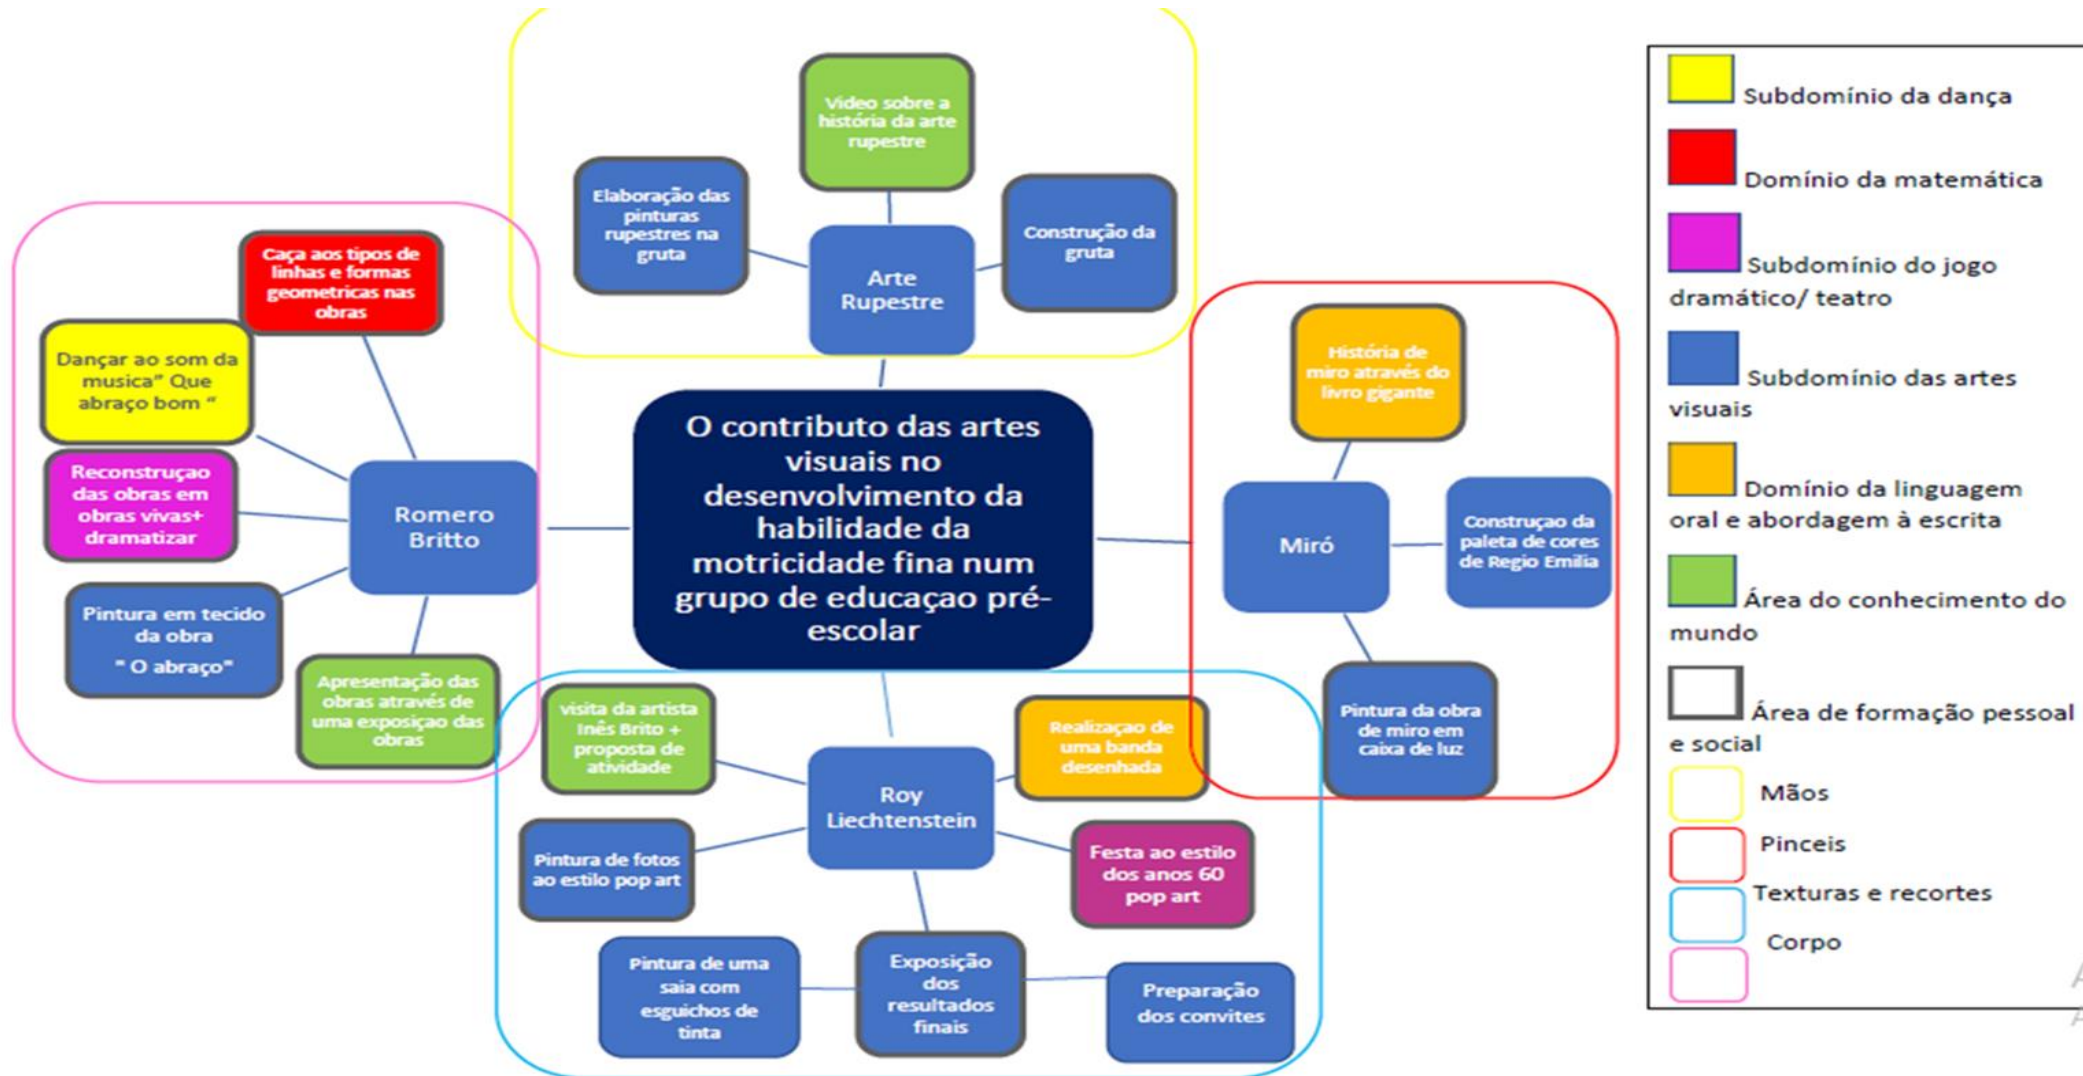 Video sobre a
história da arte
rupestre
Elaboração das
pinturas
rupestres na
gruta
Construção da
gruta
Arte
Rupestre
Caça aos tipos de
linhas e formas
geometricas nas
obras
Dançar ao som da
musica" Que
abraço bom "
Reconstruçao
das obras em
obras vivas+
dramatizar
Pintura em tecido
da obra
" O abraço"
Apresentação das
obras através de
uma exposiçao das
obras
Romero
Britto
O contributo das artes
visuais no
desenvolvimento da
habilidade da
motricidade fina num
grupo de educaçao pré-
escolar
História de
miro através do
livro gigante
Miró
Construçao da
paleta de cores
de Regio Emilia
Pintura da obra
de miro em
caixa de luz
visita da artista
Inês Brito +
proposta de
atividade
Realizaçao de
uma banda
desenhada
Roy
Liechtenstein
Pintura de fotos
ao estilo pop art
Festa ao estilo
dos anos 60
pop art
Pintura de uma
saia com
esguichos de
tinta
Exposição
dos
resultados
finais
Preparação
dos convites
Subdomínio da dança
Domínio da matemática
Subdomínio do jogo
dramático/ teatro
Subdomínio das artes
visuais
Domínio da linguagem
oral e abordagem à escrita
Área do conhecimento do
mundo
Área de formação pessoal
e social
Mãos
Pinceis
Texturas e recortes
Corpo